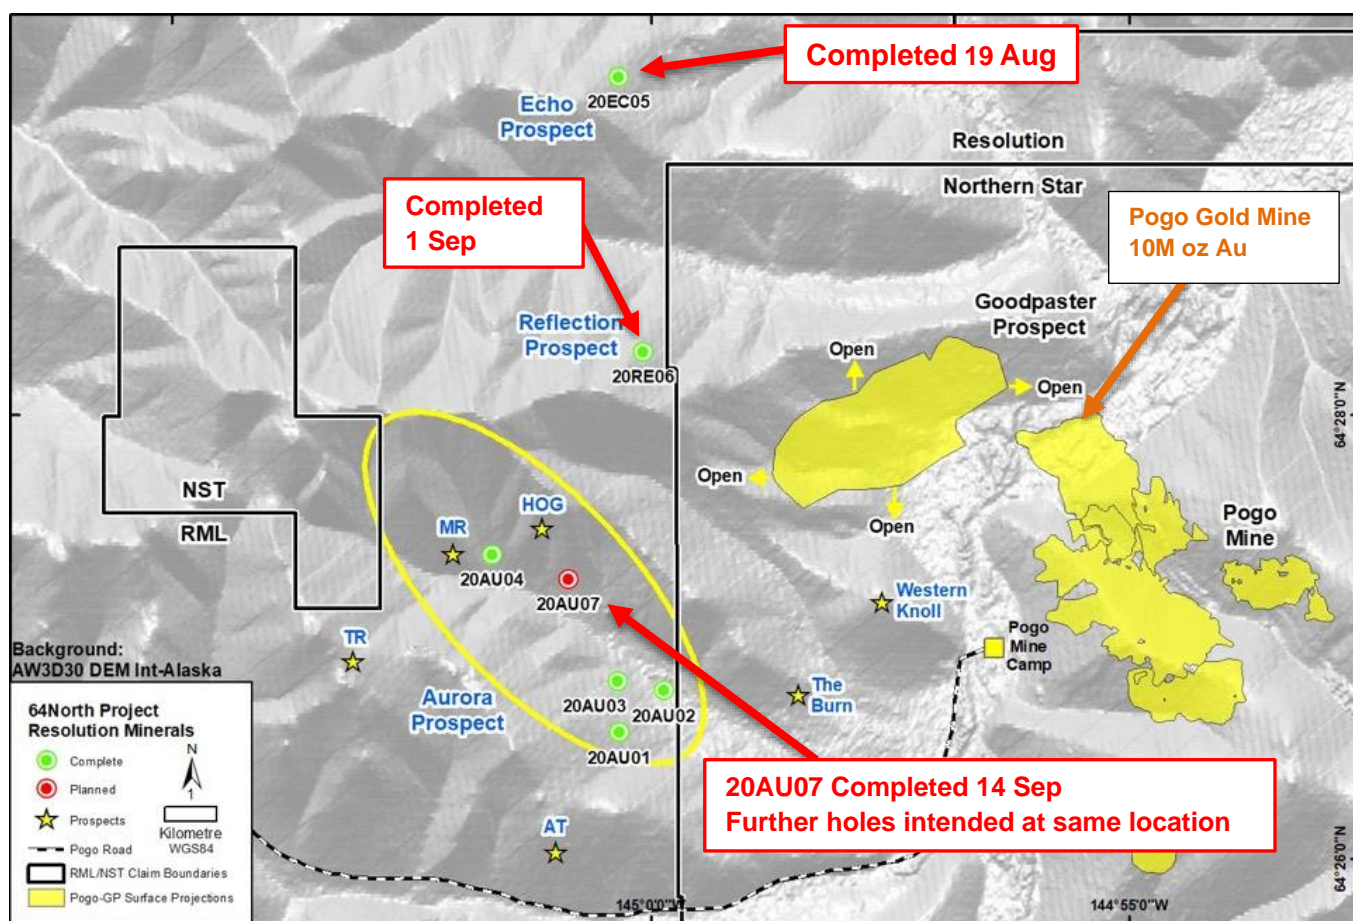 Completed 19 Aug
20EC05
Echo
Prospect
Resolution
Northern Star
Completed
1 Sep
Pogo Gold Mine
10M oz Au
Goodpaster
Prospect
Reflection
Prospect
20RE06
Open
Open
Open
Open
64°28'0"N
NST
RML
HOG
MR
20AU04
20AU07
Pogo
Mine
Western
Knoll
TR
Pogo
Mine
Camp
Background:
AW3D30 DEM Int-Alaska
Aurora
Prospect
20AU03
20AU02
20AU01
The
Burn
64North Project
Resolution Minerals
Complete
Planned
Prospects
Pogo Road
RML/NST Claim Boundaries
Pogo-GP Surface Projections
N
1
Kilometre
WGS84
20AU07 Completed 14 Sep
Further holes intended at same location
AT
64°26'0"N
145°0'0"W
144°55'0"W